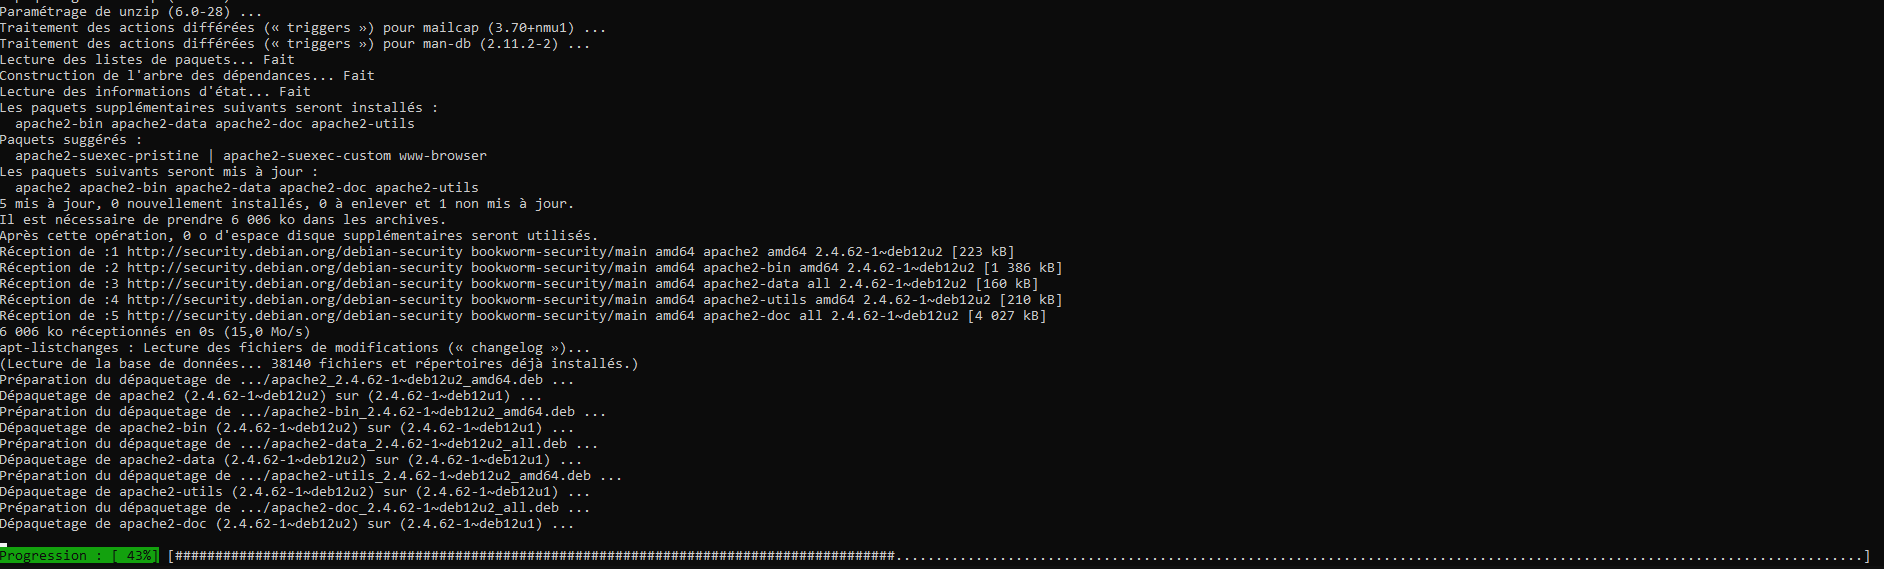 Paramétrage de unzip (6.0-28) ...
Traitement des actions différées (« triggers ») pour mailcap (3.70+nmu1) ...
Traitement des actions différées (« triggers ») pour man-db (2.11.2-2) ...
Lecture des listes de paquets... Fait
Construction de l'arbre des dépendances... Fait
Lecture des informations d'état... Fait
Les paquets supplémentaires suivants seront installés :
  apache2-bin apache2-data apache2-doc apache2-utils
Paquets suggérés :
  apache2-suexec-pristine | apache2-suexec-custom www-browser
Les paquets suivants seront mis à jour :
  apache2 apache2-bin apache2-data apache2-doc apache2-utils
5 mis à jour, 0 nouvellement installés, 0 à enlever et 1 non mis à jour.
Il est nécessaire de prendre 6 006 ko dans les archives.
Après cette opération, 0 o d'espace disque supplémentaires seront utilisés.
Réception de :1 http://security.debian.org/debian-security bookworm-security/main amd64 apache2 amd64 2.4.62-1~deb12u2 [223 kB]
Réception de :2 http://security.debian.org/debian-security bookworm-security/main amd64 apache2-bin amd64 2.4.62-1~deb12u2 [1 386 kB]
Réception de :3 http://security.debian.org/debian-security bookworm-security/main amd64 apache2-data all 2.4.62-1~deb12u2 [160 kB]
Réception de :4 http://security.debian.org/debian-security bookworm-security/main amd64 apache2-utils amd64 2.4.62-1~deb12u2 [210 kB]
Réception de :5 http://security.debian.org/debian-security bookworm-security/main amd64 apache2-doc all 2.4.62-1~deb12u2 [4 027 kB]
6 006 ko réceptionnés en 0s (15,0 Mo/s)
apt-listchanges : Lecture des fichiers de modifications (« changelog »)...
(Lecture de la base de données... 38140 fichiers et répertoires déjà installés.)
Préparation du dépaquetage de .../apache2_2.4.62-1~deb12u2_amd64.deb ...
Dépaquetage de apache2 (2.4.62-1~deb12u2) sur (2.4.62-1~deb12u1) ...
Préparation du dépaquetage de .../apache2-bin_2.4.62-1~deb12u2_amd64.deb ...
Dépaquetage de apache2-bin (2.4.62-1~deb12u2) sur (2.4.62-1~deb12u1) ...
Préparation du dépaquetage de .../apache2-data_2.4.62-1~deb12u2_all.deb ...
Dépaquetage de apache2-data (2.4.62-1~deb12u2) sur (2.4.62-1~deb12u1) ...
Préparation du dépaquetage de .../apache2-utils_2.4.62-1~deb12u2_amd64.deb ...
Dépaquetage de apache2-utils (2.4.62-1~deb12u2) sur (2.4.62-1~deb12u1) ...
Préparation du dépaquetage de .../apache2-doc_2.4.62-1~deb12u2_all.deb ...
Dépaquetage de apache2-doc (2.4.62-1~deb12u2) sur (2.4.62-1~deb12u1) ...
Progression : [ 43%] [##########################################################################################.........................................................................................................................]